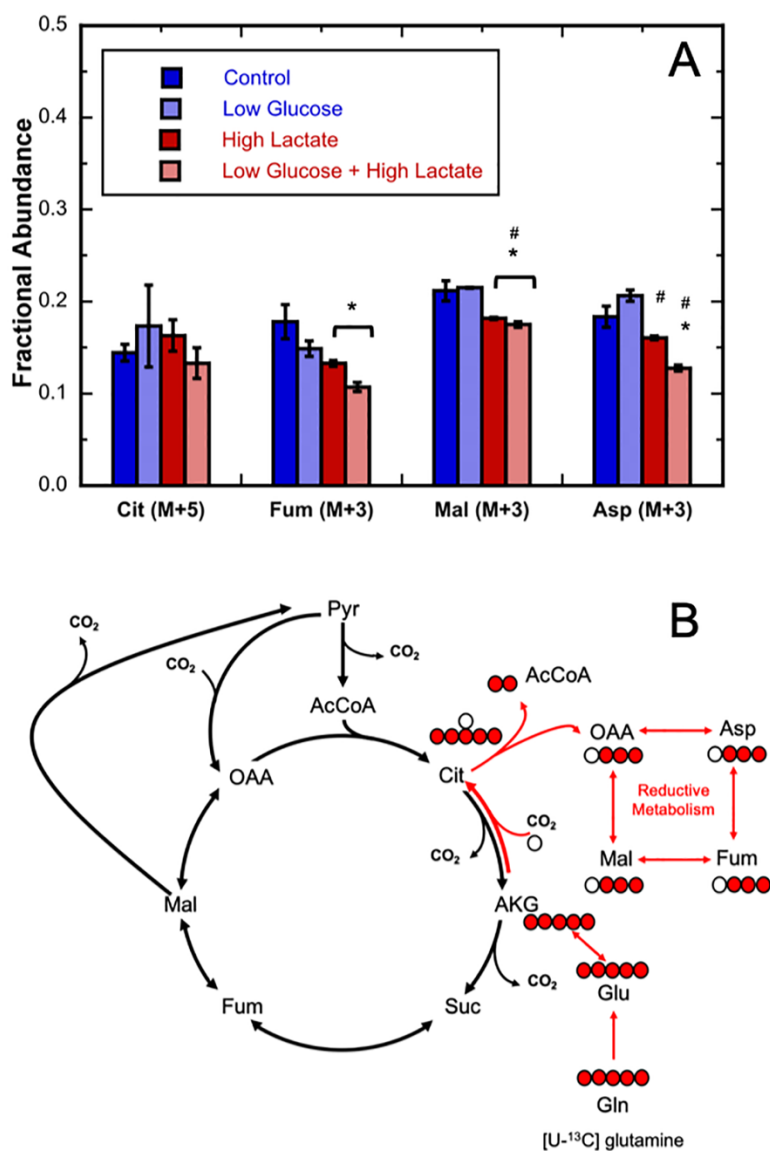 A
0.5
0.4
0.3
0.2
0.1
0.0
Fractional Abundance
Control
Low Glucose
High Lactate
Low Glucose + High Lactate
*
#
*
#
#
*
Cit (M+5)
Fum (M+3)
Mal (M+3)
Asp (M+3)
B
Pyr
CO2
CO2
CO2
AcCoA
AcCoA
OAA
Cit
OAA
Asp
Reductive
Metabolism
CO2
CO2
Mal
Fum
Mal
AKG
CO2
Glu
Fum
Suc
Gln
[U-¹³C] glutamine